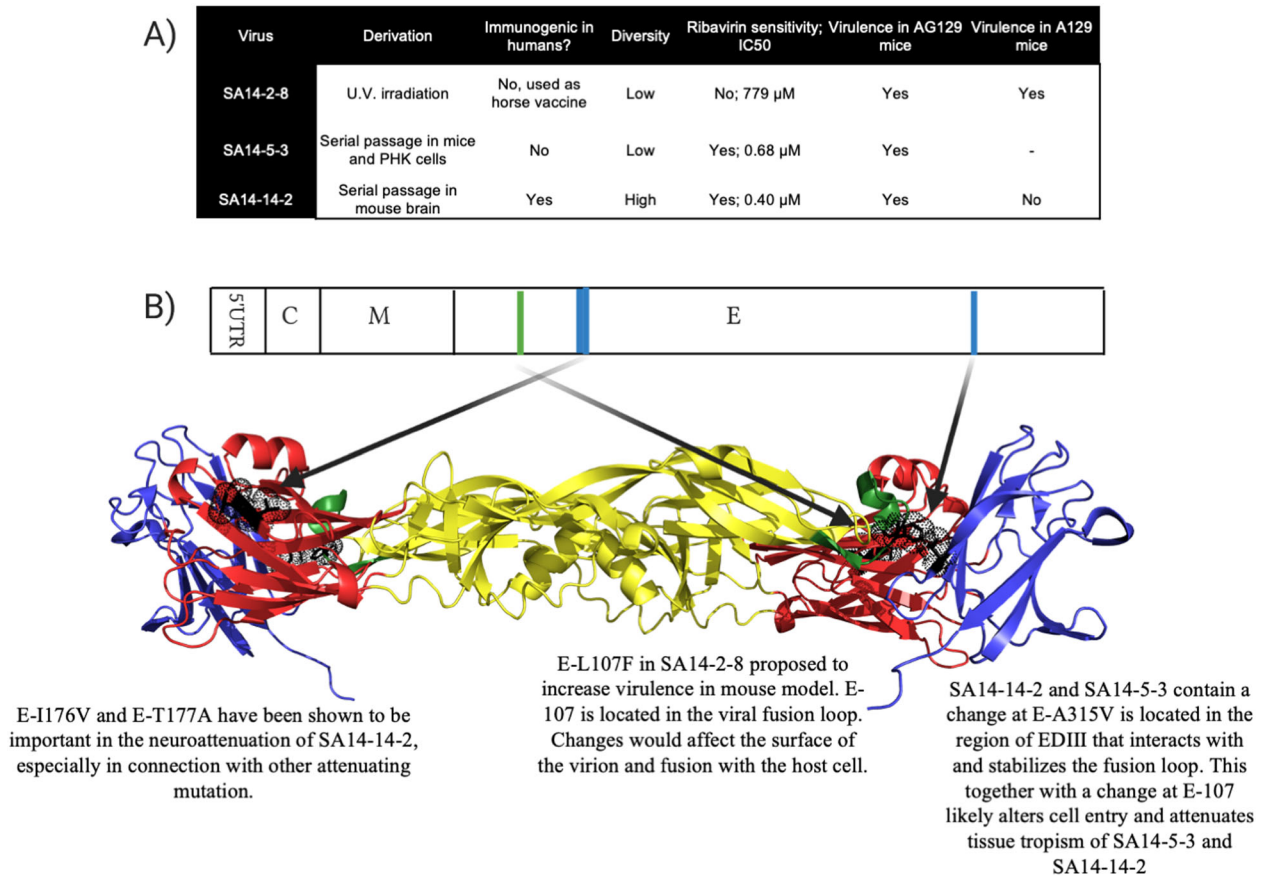 A)
Virus Derivation Immunogenic in humans? Diversity Ribavirin sensitivity; IC50 Virulence in AG129 mice Virulence in A129 mice
SA14-2-8 U.V. irradiation No, used as horse vaccine Low No; 779 µM Yes Yes
SA14-5-3 Serial passage in mice and PHK cells No Low Yes; 0.68 µM Yes -
SA14-14-2 Serial passage in mouse brain Yes High Yes; 0.40 µM Yes No
B)
5'UTR C M E
E-I176V and E-T177A have been shown to be
important in the neuroattenuation of SA14-14-2,
especially in connection with other attenuating
mutation.
E-L107F in SA14-2-8 proposed to
increase virulence in mouse model. E-
107 is located in the viral fusion loop.
Changes would affect the surface of
the virion and fusion with the host cell.
SA14-14-2 and SA14-5-3 contain a
change at E-A315V is located in the
region of EDIII that interacts with
and stabilizes the fusion loop. This
together with a change at E-107
likely alters cell entry and attenuates
tissue tropism of SA14-5-3 and
SA14-14-2